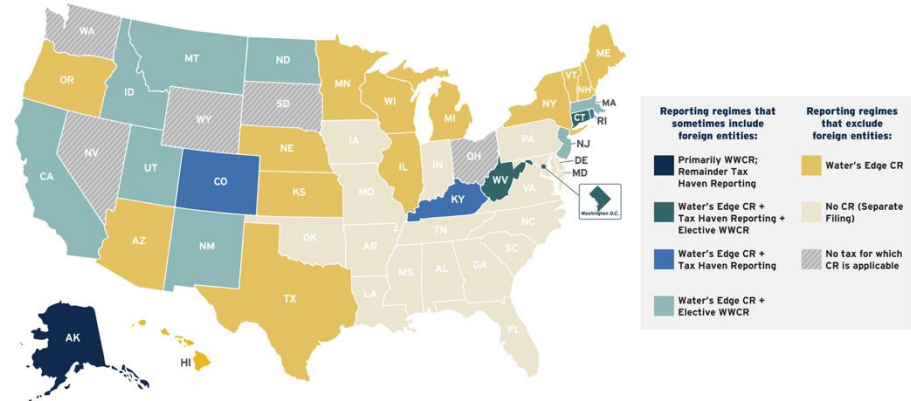 WA
OR
CA
NV
ID
MT
WY
UT
AZ
CO
NM
ND
SD
NE
KS
OK
TX
MN
IA
MO
AR
LA
WI
IL
MI
IN
OH
KY
TN
MS
AL
GA
FL
SC
NC
VA
WV
PA
NY
VT
NH
ME
MA
CT
RI
NJ
DE
MD
Washington D.C.
AK
HI
Reporting regimes that
sometimes include
foreign entities:
Primarily WWCR;
Remainder Tax
Haven Reporting
Water's Edge CR +
Tax Haven Reporting +
Elective WWCR
Water's Edge CR +
Tax Haven Reporting
Water's Edge CR +
Elective WWCR
Reporting regimes
that exclude
foreign entities:
Water's Edge CR
No CR (Separate
Filing)
No tax for which
CR is applicable